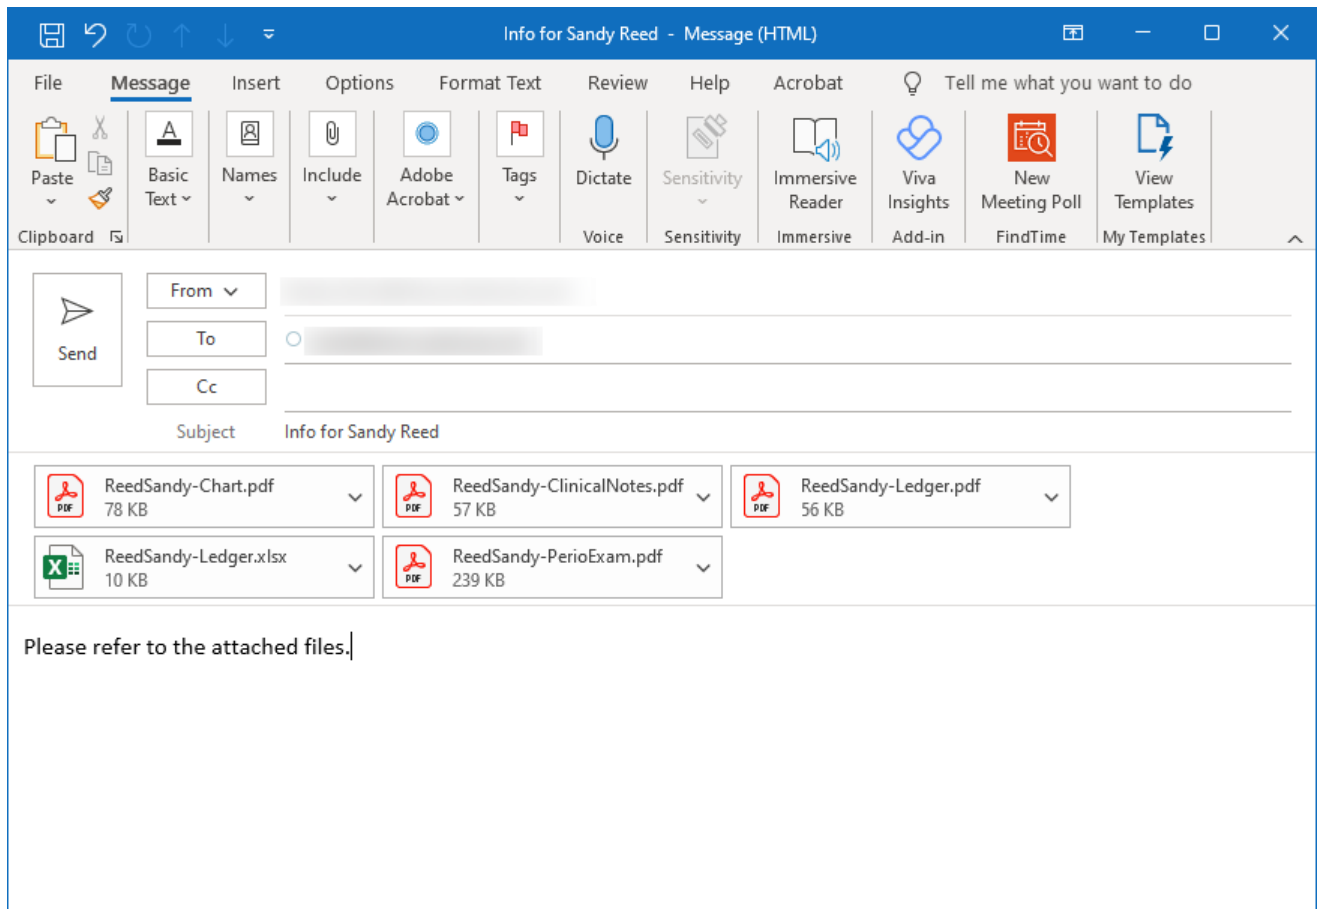 Info for Sandy Reed - Message (HTML)
File Message Insert Options Format Text Review Help Acrobat Tell me what you want to do
Paste
Basic Text
Names
Include
Adobe Acrobat
Tags
Dictate
Sensitivity
Immersive Reader
Viva Insights
New Meeting Poll
View Templates
Clipboard Voice Sensitivity Immersive Add-in FindTime My Templates
Send
From
To
Cc
Subject Info for Sandy Reed
PDF ReedSandy-Chart.pdf
78 KB
PDF ReedSandy-ClinicalNotes.pdf
57 KB
PDF ReedSandy-Ledger.pdf
56 KB
X ReedSandy-Ledger.xlsx
10 KB
PDF ReedSandy-PerioExam.pdf
239 KB
Please refer to the attached files.